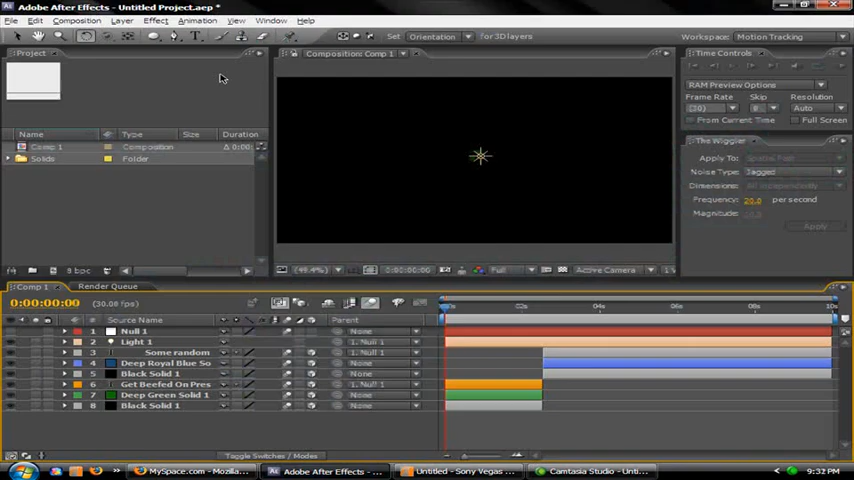 Adobe After Effects - Untitled Project.aep *
File Edit Composition Layer Effect Animation View Window Help
Set Orientation for 3D layers Workspace: Motion Tracking
Project Composition: Comp 1 Time Controls
RAM Preview Options
Frame Rate Skip Resolution
(30) 0 Auto
From Current Time Full Screen
Name Type Size Duration
Comp 1 Composition 0:00:
Solids Folder
The Wiggler
Apply To: Spatial Path
Noise Type: Jagged
Dimensions: All Independently
Frequency: 20.0 per second
Magnitude:
Apply
8 bpc (49.4%) 0:00:00:00 Full Active Camera 1 V
Comp 1 Render Queue
0:00:00:00 (30.00 fps) 02s 04s 06s 08s 10s
# Source Name Parent
1 Null 1 None
2 Light 1 1. Null 1
3 Some random 1. Null 1
4 Deep Royal Blue So None
5 Black Solid 1 None
6 Get Beefed On Pres 1. Null 1
7 Deep Green Solid 1 None
8 Black Solid 1 None
Toggle Switches / Modes
MySpace.com - Mozilla... Adobe After Effects - ... Untitled - Sony Vegas ... Camtasia Studio - Unti... 9:32 PM